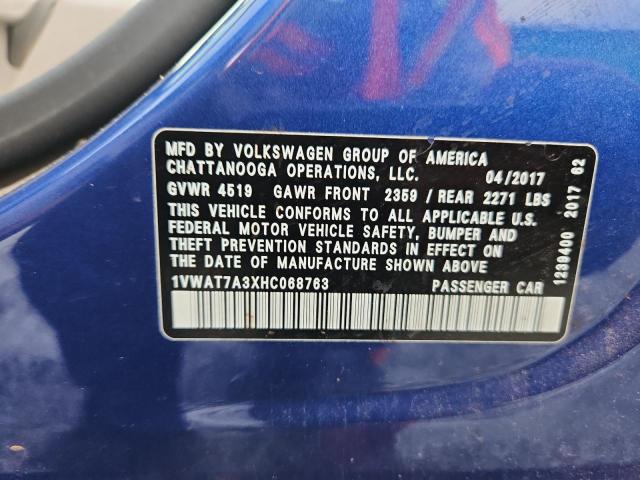 MFD BY VOLKSWAGEN GROUP OF AMERICA
CHATTANOOGA OPERATIONS, LLC. 04/2017
GVWR 4519 GAWR FRONT 2359 / REAR 2271 LBS
THIS VEHICLE CONFORMS TO ALL APPLICABLE U.S.
FEDERAL MOTOR VEHICLE SAFETY, BUMPER AND
THEFT PREVENTION STANDARDS IN EFFECT ON
THE DATE OF MANUFACTURE SHOWN ABOVE
1VWAT7A3XHC068763 PASSENGER CAR
1239400 2017 62